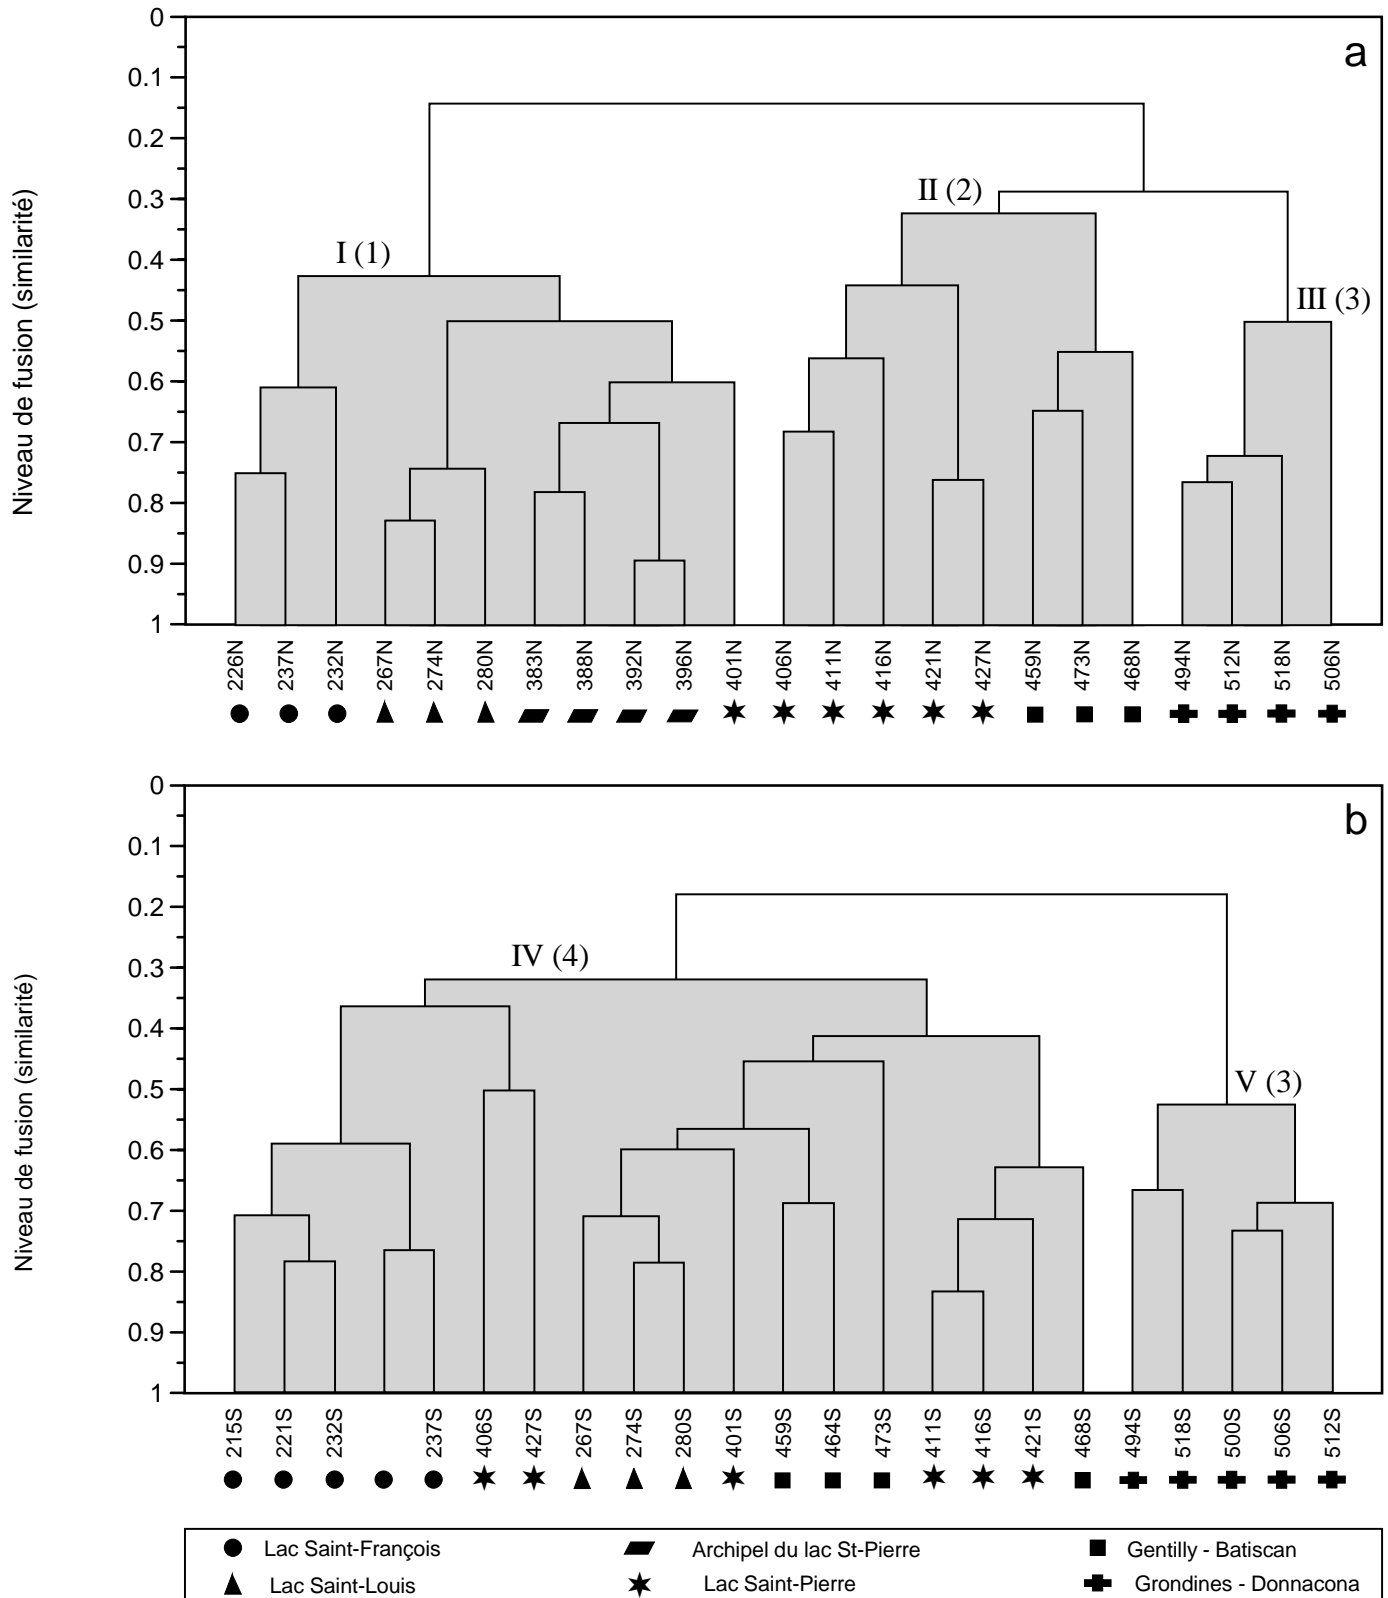 a
0
0.1
0.2
0.3
0.4
0.5
0.6
0.7
0.8
0.9
1
Niveau de fusion (similarité)
I (1)
II (2)
III (3)
226N 237N 232N 267N 274N 280N 383N 388N 392N 396N 401N 406N 411N 416N 421N 427N 459N 473N 468N 494N 512N 518N 506N
b
0
0.1
0.2
0.3
0.4
0.5
0.6
0.7
0.8
0.9
1
Niveau de fusion (similarité)
IV (4)
V (3)
215S 221S 232S 237S 406S 427S 267S 274S 280S 401S 459S 464S 473S 411S 416S 421S 468S 494S 518S 500S 506S 512S
Lac Saint-François Archipel du lac St-Pierre Gentilly - Batiscan
Lac Saint-Louis Lac Saint-Pierre Grondines - Donnacona